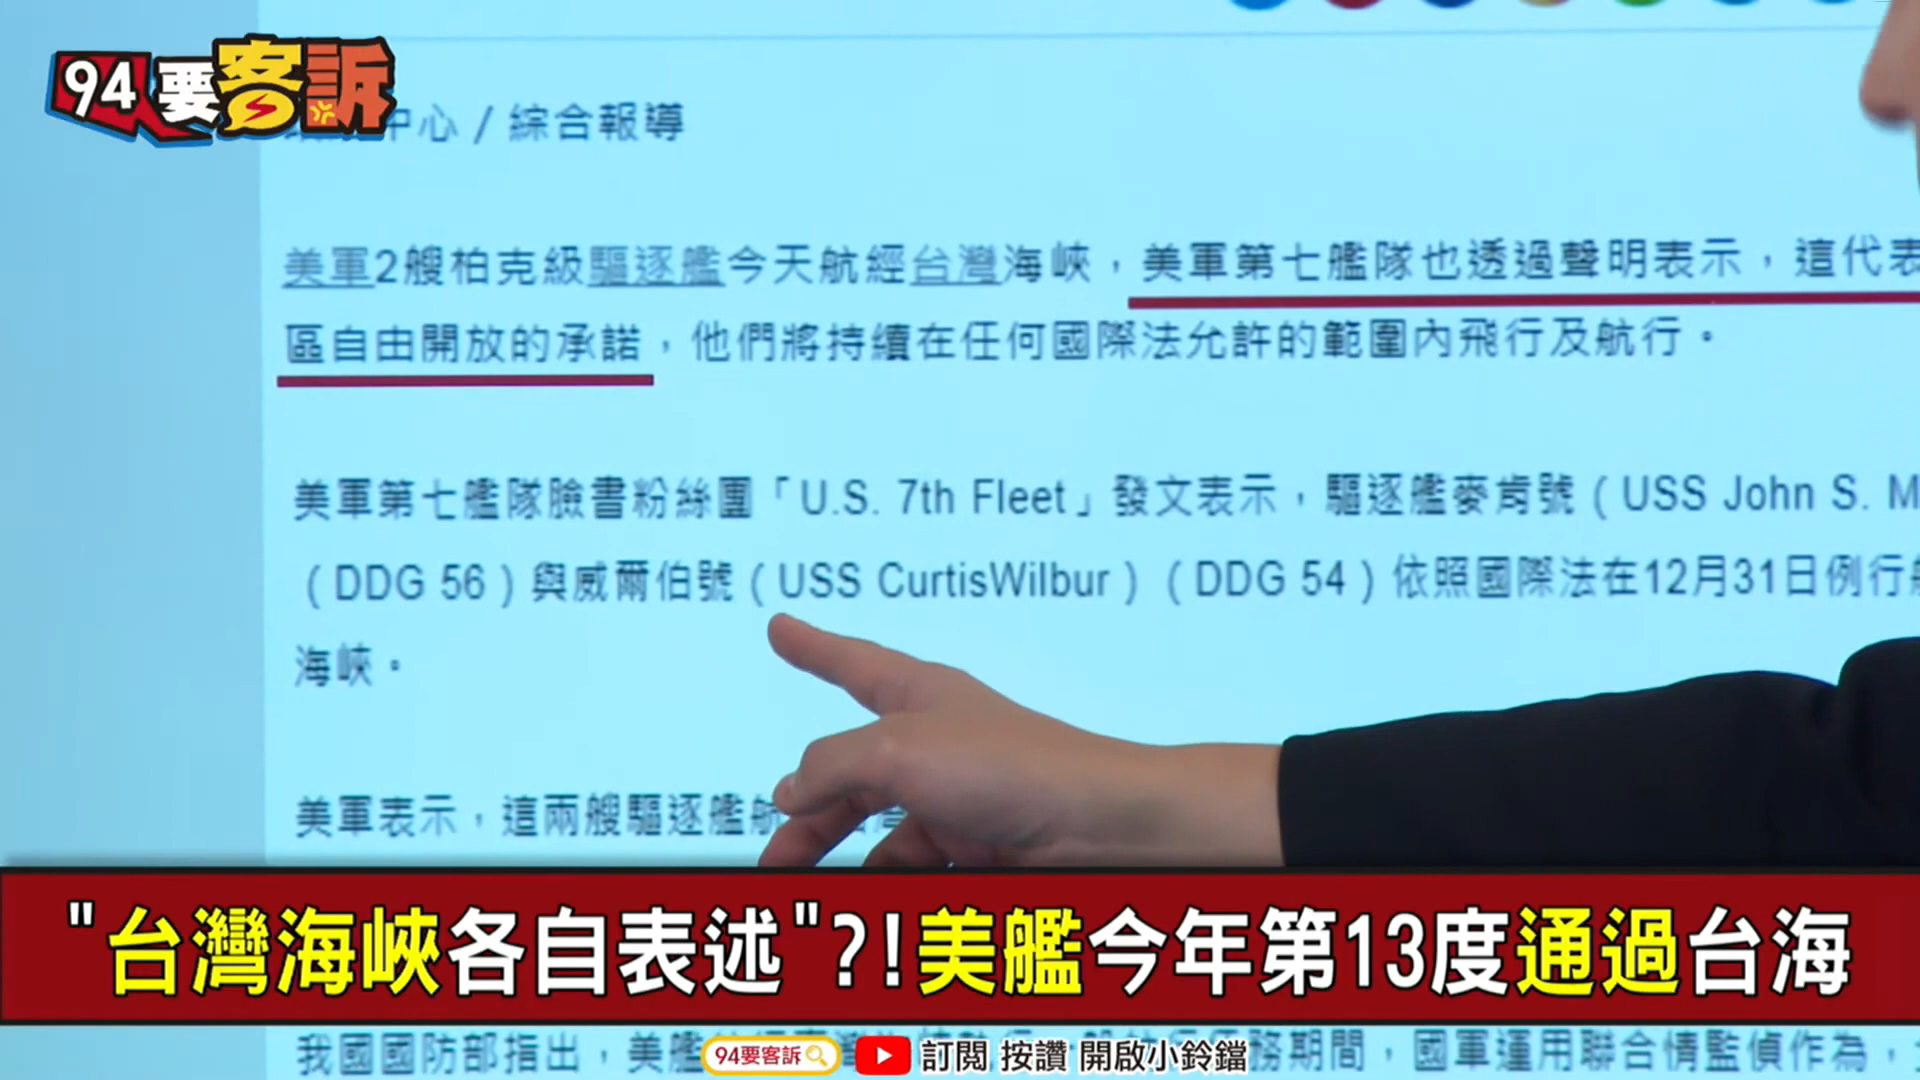 94要客訴
中心 / 綜合報導
美軍2艘柏克級驅逐艦今天航經台灣海峽，美軍第七艦隊也透過聲明表示，這代表
區自由開放的承諾，他們將持續在任何國際法允許的範圍內飛行及航行。
美軍第七艦隊臉書粉絲團「U.S. 7th Fleet」發文表示，驅逐艦麥肯號（USS John S. M
（DDG 56）與威爾伯號（USS CurtisWilbur）（DDG 54）依照國際法在12月31日例行
海峽。
美軍表示，這兩艘驅逐艦航
"台灣海峽各自表述"?!美艦今年第13度通過台海
我國國防部指出，美艦
務期間，國軍運用聯合情監偵作為，
94要客訴
訂閱 按讚 開啟小鈴鐺